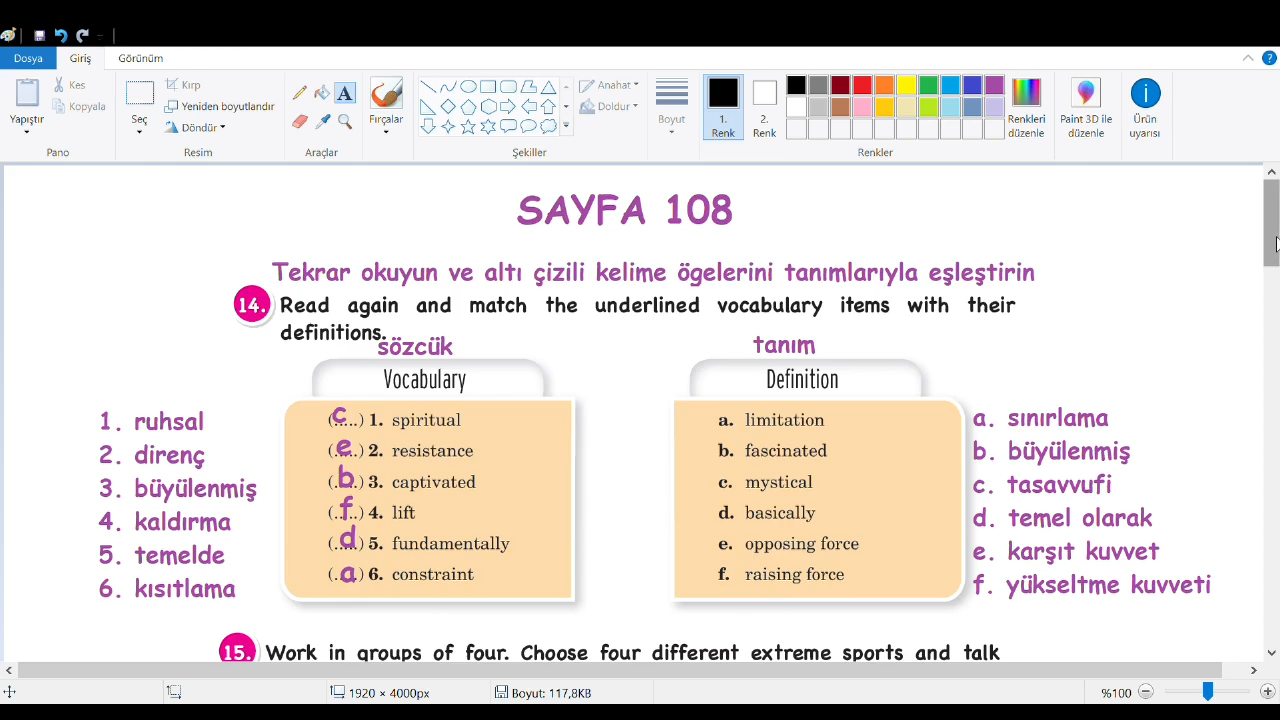 Dosya Giriş Görünüm
Yapıştır
Kes
Kopyala
Pano
Seç
Kırp
Yeniden boyutlandır
Döndür
Resim
A
Araçlar
Fırçalar
Şekiller
Anahat
Doldur
Boyut
1. Renk
2. Renk
Renkleri düzenle
Renkler
Paint 3D ile düzenle
Ürün uyarısı
SAYFA 108
Tekrar okuyun ve altı çizili kelime ögelerini tanımlarıyla eşleştirin
14. Read again and match the underlined vocabulary items with their
definitions.
sözcük
tanım
Vocabulary
Definition
1. ruhsal
2. direnç
3. büyülenmiş
4. kaldırma
5. temelde
6. kısıtlama
(..c..) 1. spiritual
(..e..) 2. resistance
(..b..) 3. captivated
(..f..) 4. lift
(..d..) 5. fundamentally
(..a..) 6. constraint
a. limitation
b. fascinated
c. mystical
d. basically
e. opposing force
f. raising force
a. sınırlama
b. büyülenmiş
c. tasavvufi
d. temel olarak
e. karşıt kuvvet
f. yükseltme kuvveti
15. Work in groups of four. Choose four different extreme sports and talk
1920 × 4000px
Boyut: 117,8KB
%100